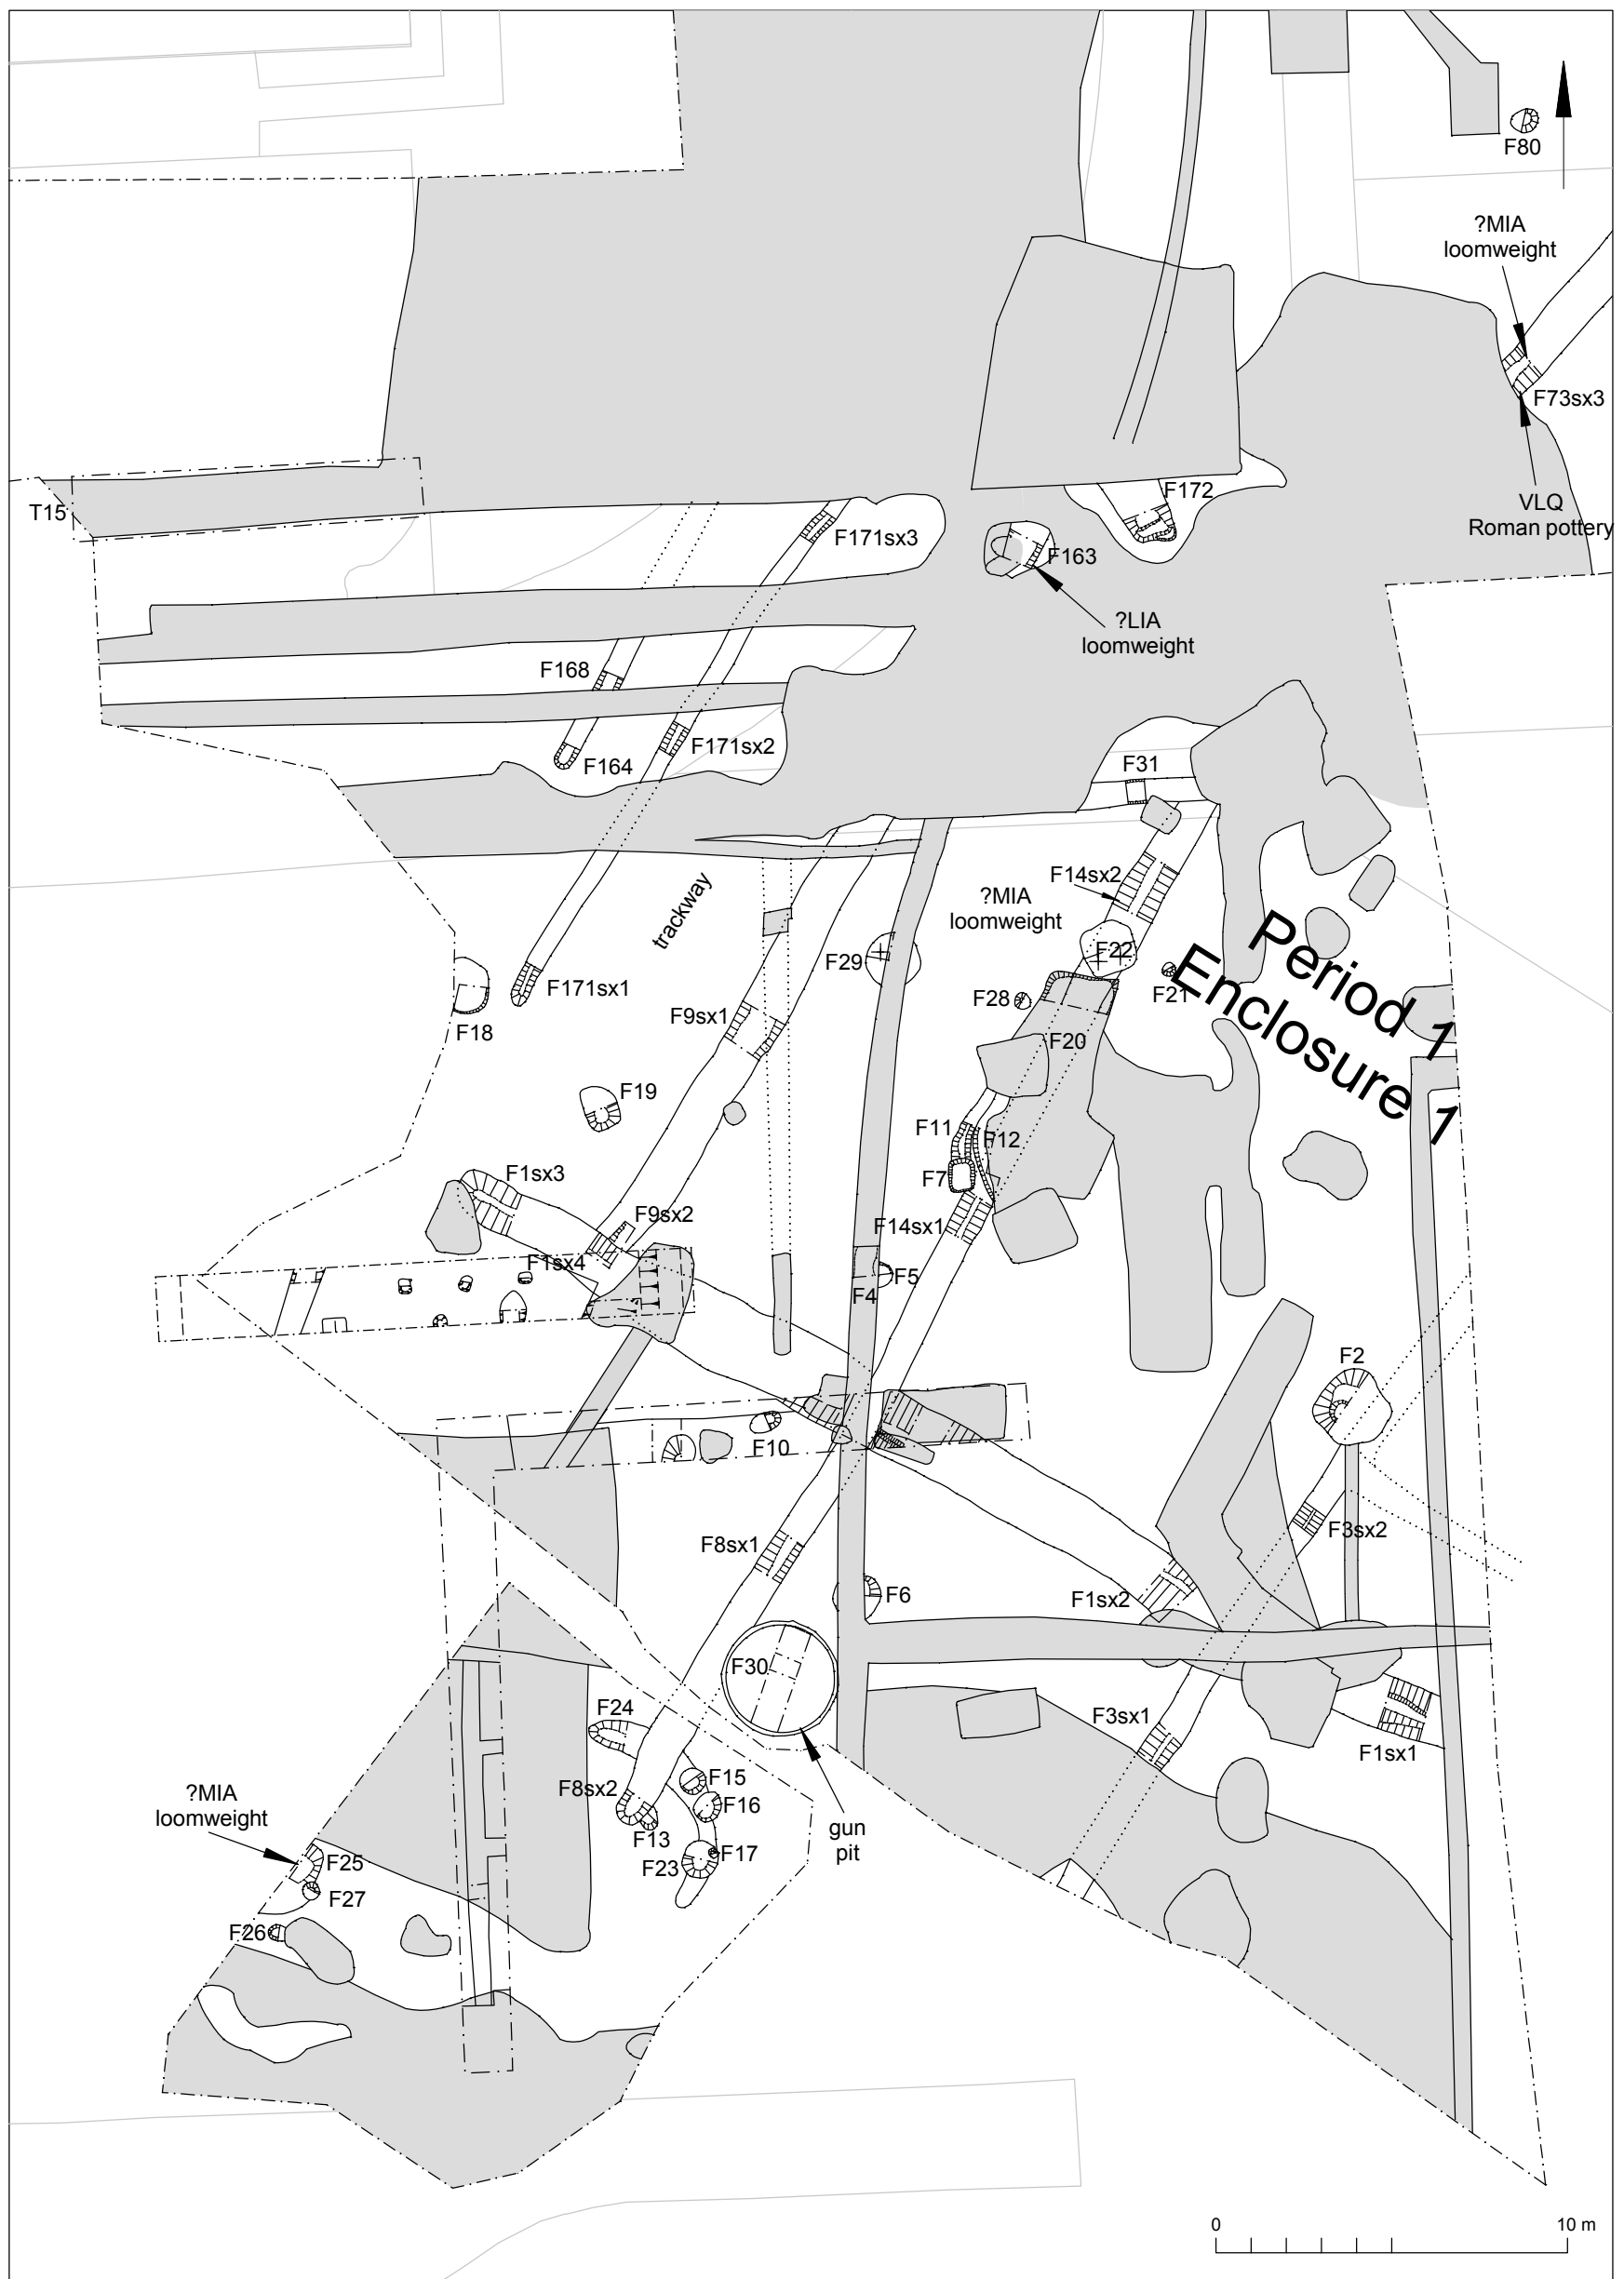 F80
?MIA
loomweight
F73sx3
VLQ
Roman pottery
T15
F172
F171sx3
F163
?LIA
loomweight
F168
F171sx2
F164
F31
F14sx2
?MIA
loomweight
trackway
F29
F22
F21
F28
Period 1
Enclosure 1
F171sx1
F18
F9sx1
F20
F19
F11
F12
F7
F1sx3
F9sx2
F14sx1
F1sx4
F5
F4
F2
F10
F3sx2
F8sx1
F6
F1sx2
F30
F24
F3sx1
F1sx1
F15
F8sx2
F16
F13
F17
F23
gun
pit
?MIA
loomweight
F25
F27
F26
0
10 m